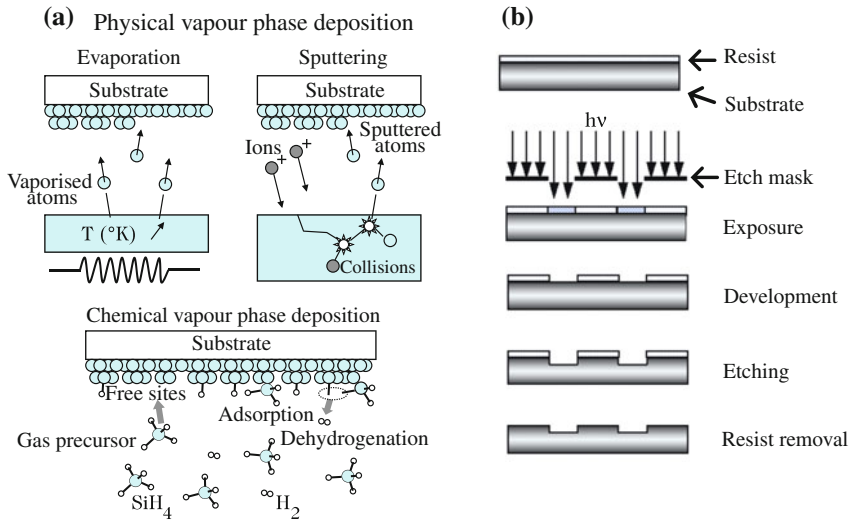 (a) Physical vapour phase deposition
Evaporation
Substrate
Vaporised
atoms
T (°K)
Sputtering
Substrate
Ions
+
+
Sputtered
atoms
Collisions
Chemical vapour phase deposition
Substrate
Free sites
Adsorption
Gas precursor
Dehydrogenation
SiH4
H2
(b)
Resist
Substrate
hν
Etch mask
Exposure
Development
Etching
Resist removal